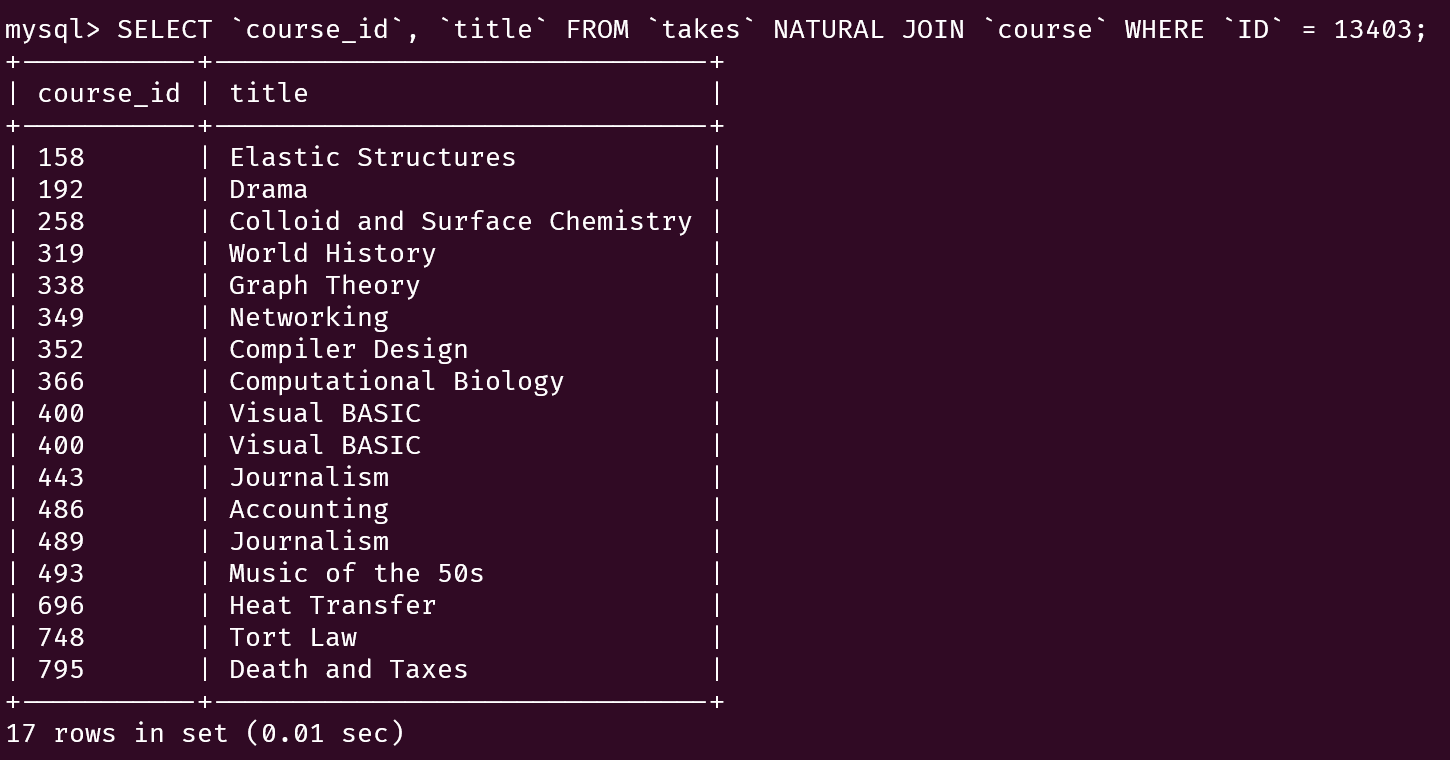 mysql> SELECT `course_id`, `title` FROM `takes` NATURAL JOIN `course` WHERE `ID` = 13403;
+-----------+-------------------------------+
| course_id | title                         |
+-----------+-------------------------------+
| 158       | Elastic Structures            |
| 192       | Drama                         |
| 258       | Colloid and Surface Chemistry |
| 319       | World History                 |
| 338       | Graph Theory                  |
| 349       | Networking                    |
| 352       | Compiler Design               |
| 366       | Computational Biology         |
| 400       | Visual BASIC                  |
| 400       | Visual BASIC                  |
| 443       | Journalism                    |
| 486       | Accounting                    |
| 489       | Journalism                    |
| 493       | Music of the 50s              |
| 696       | Heat Transfer                 |
| 748       | Tort Law                      |
| 795       | Death and Taxes               |
+-----------+-------------------------------+
17 rows in set (0.01 sec)